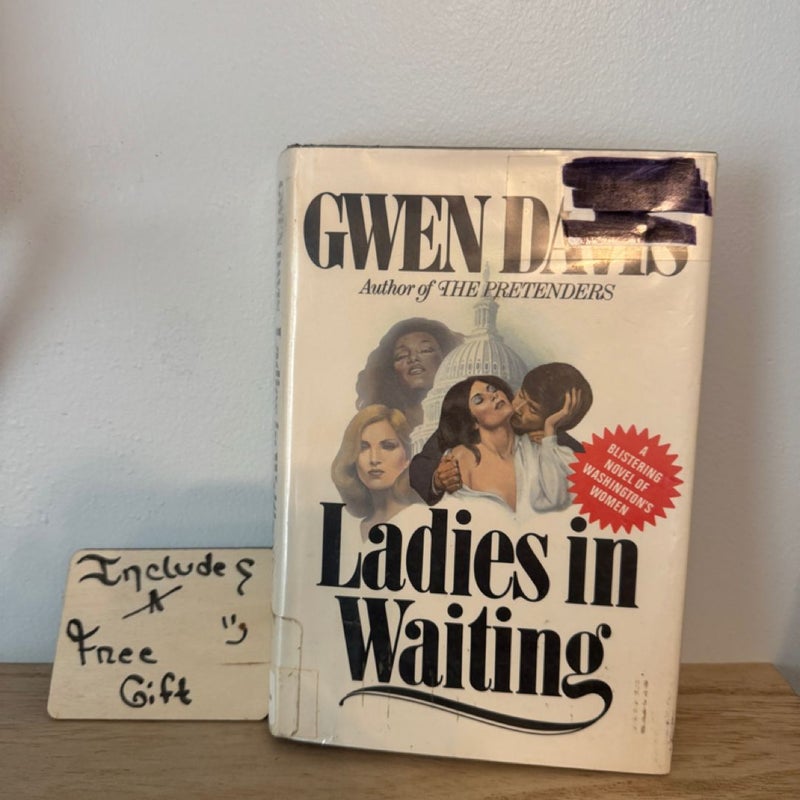 GWEN DAVIS
Author of THE PRETENDERS
A
BLISTERING
NOVEL OF
WASHINGTON'S
WOMEN
Ladies in
Waiting
Includes
A
Free
Gift